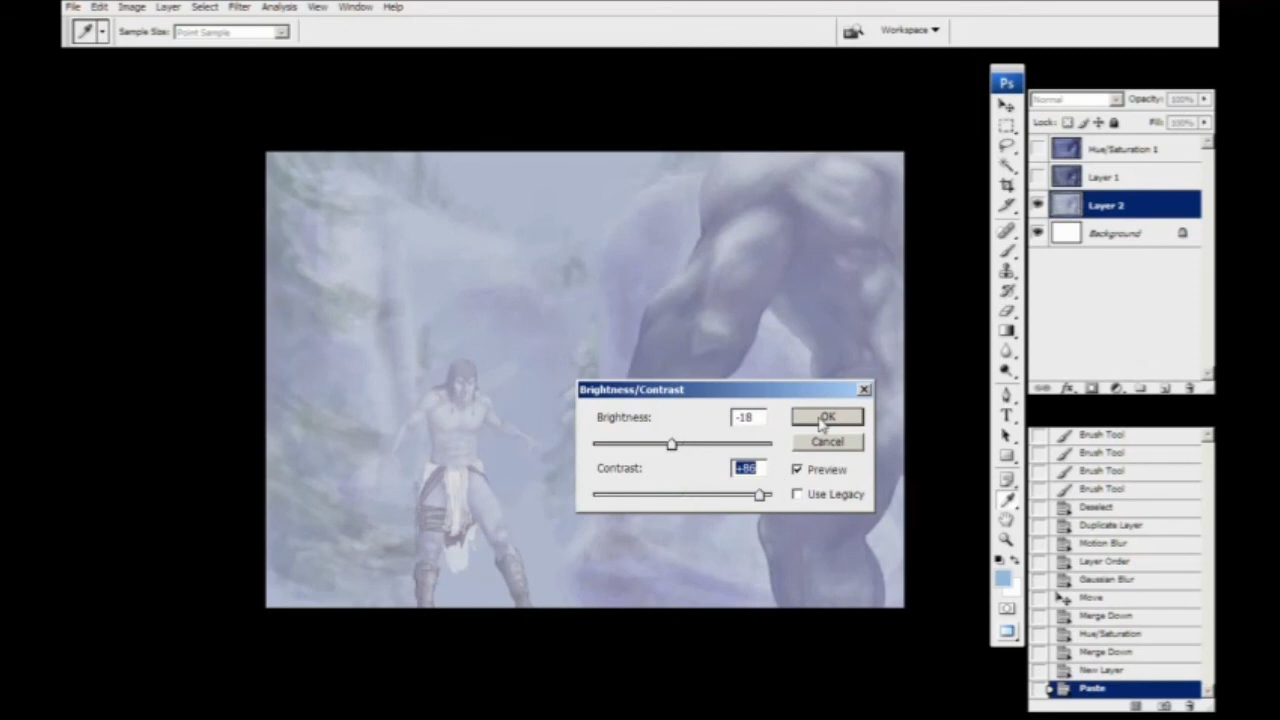 File Edit Image Layer Select Filter Analysis View Window Help
Sample Size: Point Sample
Workspace
Ps
Normal Opacity: 100%
Lock: Fill: 100%
Hue/Saturation 1
Layer 1
Layer 2
Background
Brightness/Contrast
Brightness: -18 OK
Cancel
Contrast: +86 Preview
Use Legacy
Brush Tool
Brush Tool
Brush Tool
Brush Tool
Deselect
Duplicate Layer
Motion Blur
Layer Order
Gaussian Blur
Move
Merge Down
Hue/Saturation
Merge Down
New Layer
Paste